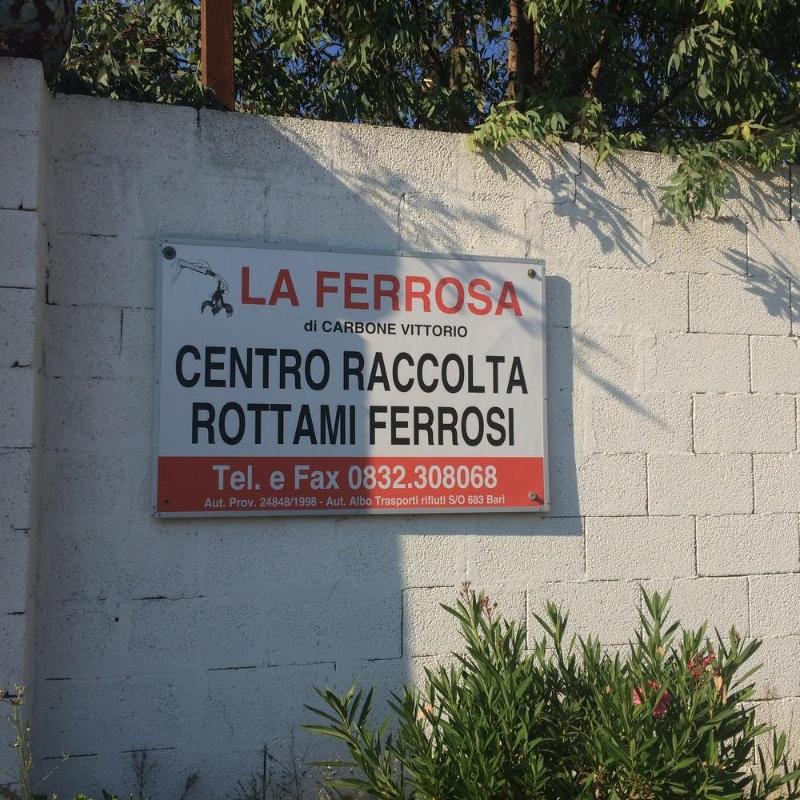 LA FERROSA
di CARBONE VITTORIO
CENTRO RACCOLTA
ROTTAMI FERROSI
Tel. e Fax 0832.308068
Aut. Prov. 24848/1998 - Aut. Albo Trasporti rifiuti S/O 683 Bari